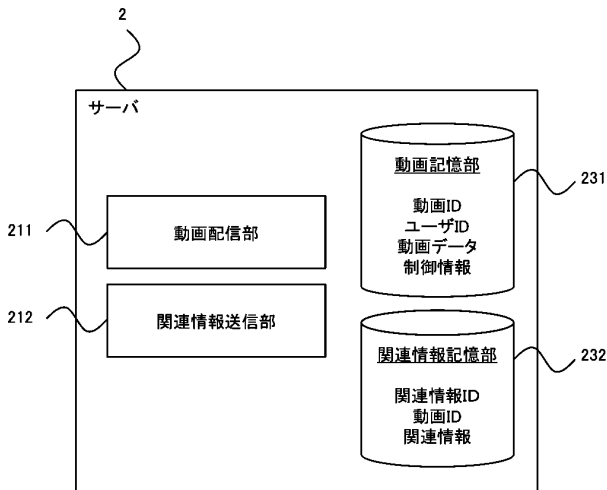 2
サーバ
動画記憶部
231
動画ID
ユーザID
動画データ
制御情報
211
動画配信部
212
関連情報送信部
関連情報記憶部
232
関連情報ID
動画ID
関連情報